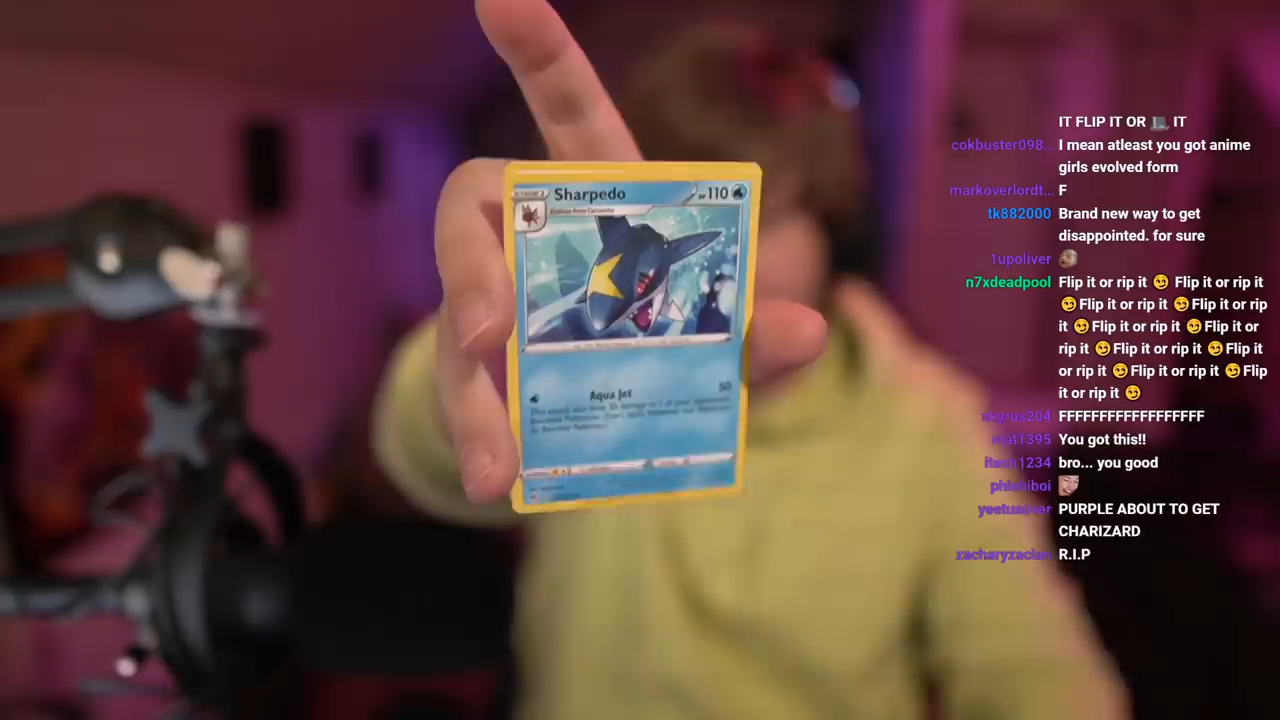 Sharpedo
110
Aqua Jet
50
IT FLIP IT OR IT
cokbuster098... I mean atleast you got anime
girls evolved form
markoverlordt... F
tk882000 Brand new way to get
disappointed. for sure
1upoliver
n7xdeadpool Flip it or rip it 😏 Flip it or rip it
😏Flip it or rip it 😏Flip it or rip
it 😏Flip it or rip it 😏Flip it or
rip it 😏Flip it or rip it 😏Flip it
or rip it 😏Flip it or rip it 😏Flip
it or rip it 😏
FFFFFFFFFFFFFFFFFF
You got this!!
bro... you good
PURPLE ABOUT TO GET
CHARIZARD
R.I.P